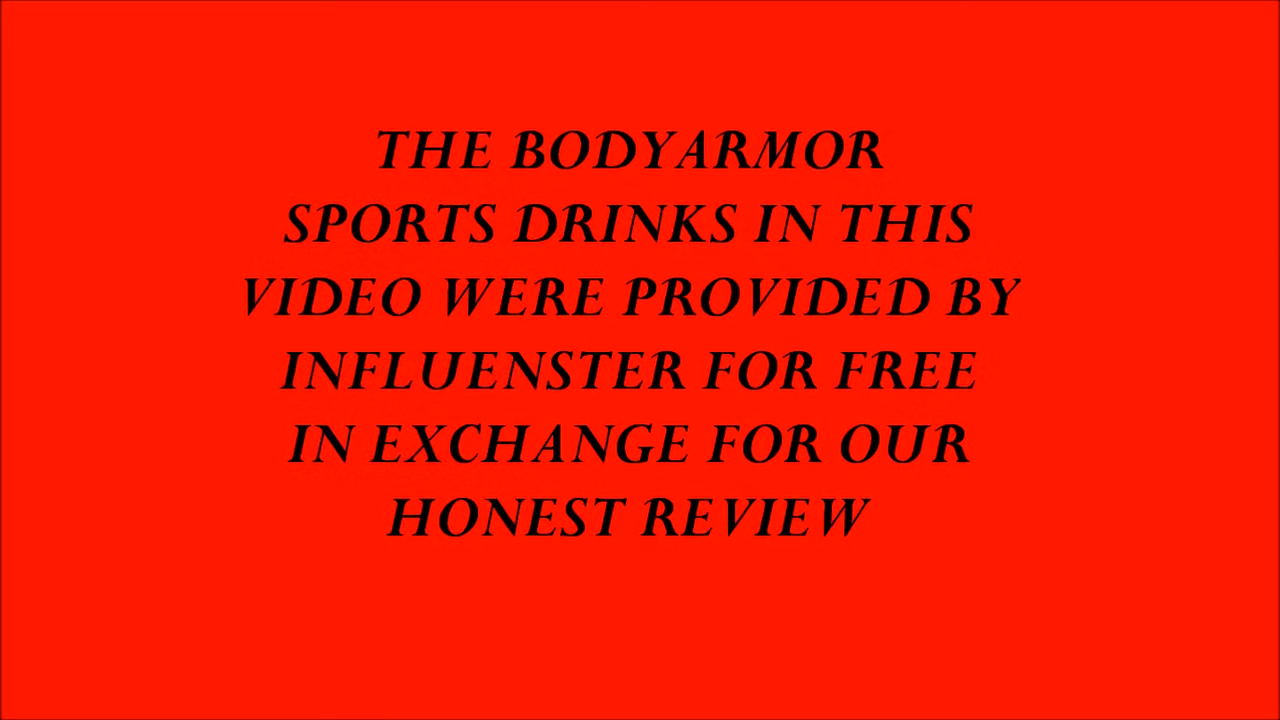 THE BODYARMOR
SPORTS DRINKS IN THIS
VIDEO WERE PROVIDED BY
INFLUENSTER FOR FREE
IN EXCHANGE FOR OUR
HONEST REVIEW